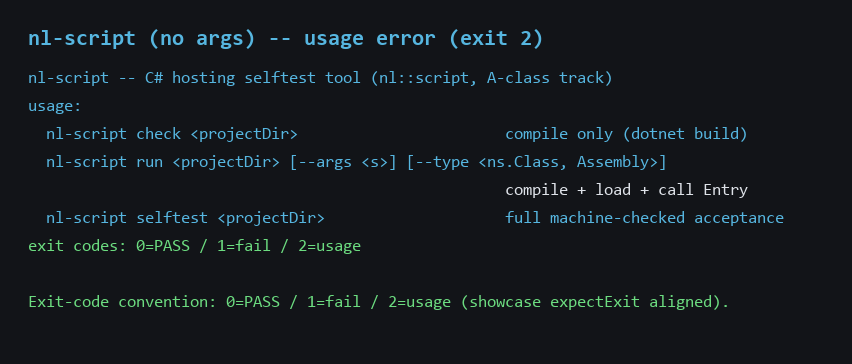 nl-script (no args) -- usage error (exit 2)
nl-script -- C# hosting selftest tool (nl::script, A-class track)
usage:
  nl-script check <projectDir>                       compile only (dotnet build)
  nl-script run <projectDir> [--args <s>] [--type <ns.Class, Assembly>]
                                                     compile + load + call Entry
  nl-script selftest <projectDir>                    full machine-checked acceptance
exit codes: 0=PASS / 1=fail / 2=usage
Exit-code convention: 0=PASS / 1=fail / 2=usage (showcase expectExit aligned).